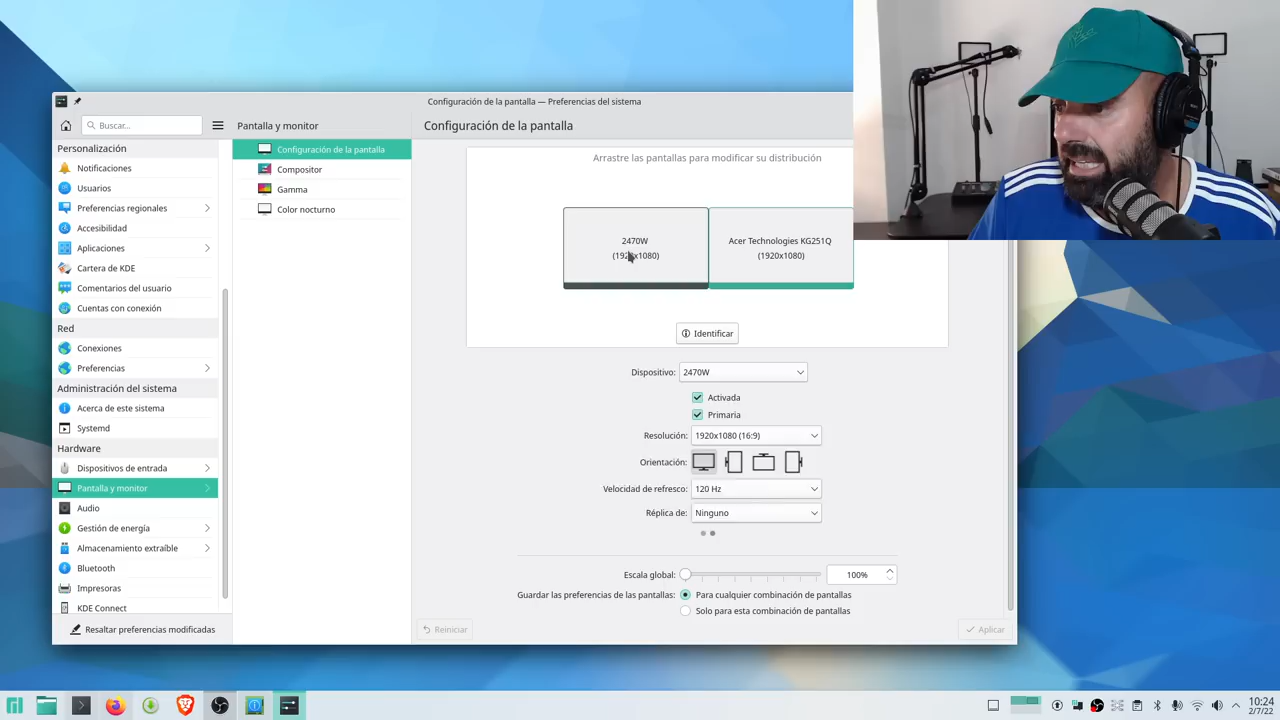 Configuración de la pantalla — Preferencias del sistema
Buscar...
Pantalla y monitor
Configuración de la pantalla
Personalización
Notificaciones
Usuarios
Preferencias regionales
Accesibilidad
Aplicaciones
Cartera de KDE
Comentarios del usuario
Cuentas con conexión
Red
Conexiones
Preferencias
Administración del sistema
Acerca de este sistema
Systemd
Hardware
Dispositivos de entrada
Pantalla y monitor
Audio
Gestión de energía
Almacenamiento extraíble
Bluetooth
Impresoras
KDE Connect
Resaltar preferencias modificadas
Configuración de la pantalla
Compositor
Gamma
Color nocturno
Arrastre las pantallas para modificar su distribución
2470W
(1920x1080)
Acer Technologies KG251Q
(1920x1080)
Identificar
Dispositivo: 2470W
Activada
Primaria
Resolución: 1920x1080 (16:9)
Orientación:
Velocidad de refresco: 120 Hz
Réplica de: Ninguno
Escala global: 100%
Guardar las preferencias de las pantallas: Para cualquier combinación de pantallas
Solo para esta combinación de pantallas
Reiniciar
Aplicar
10:24
2/7/22